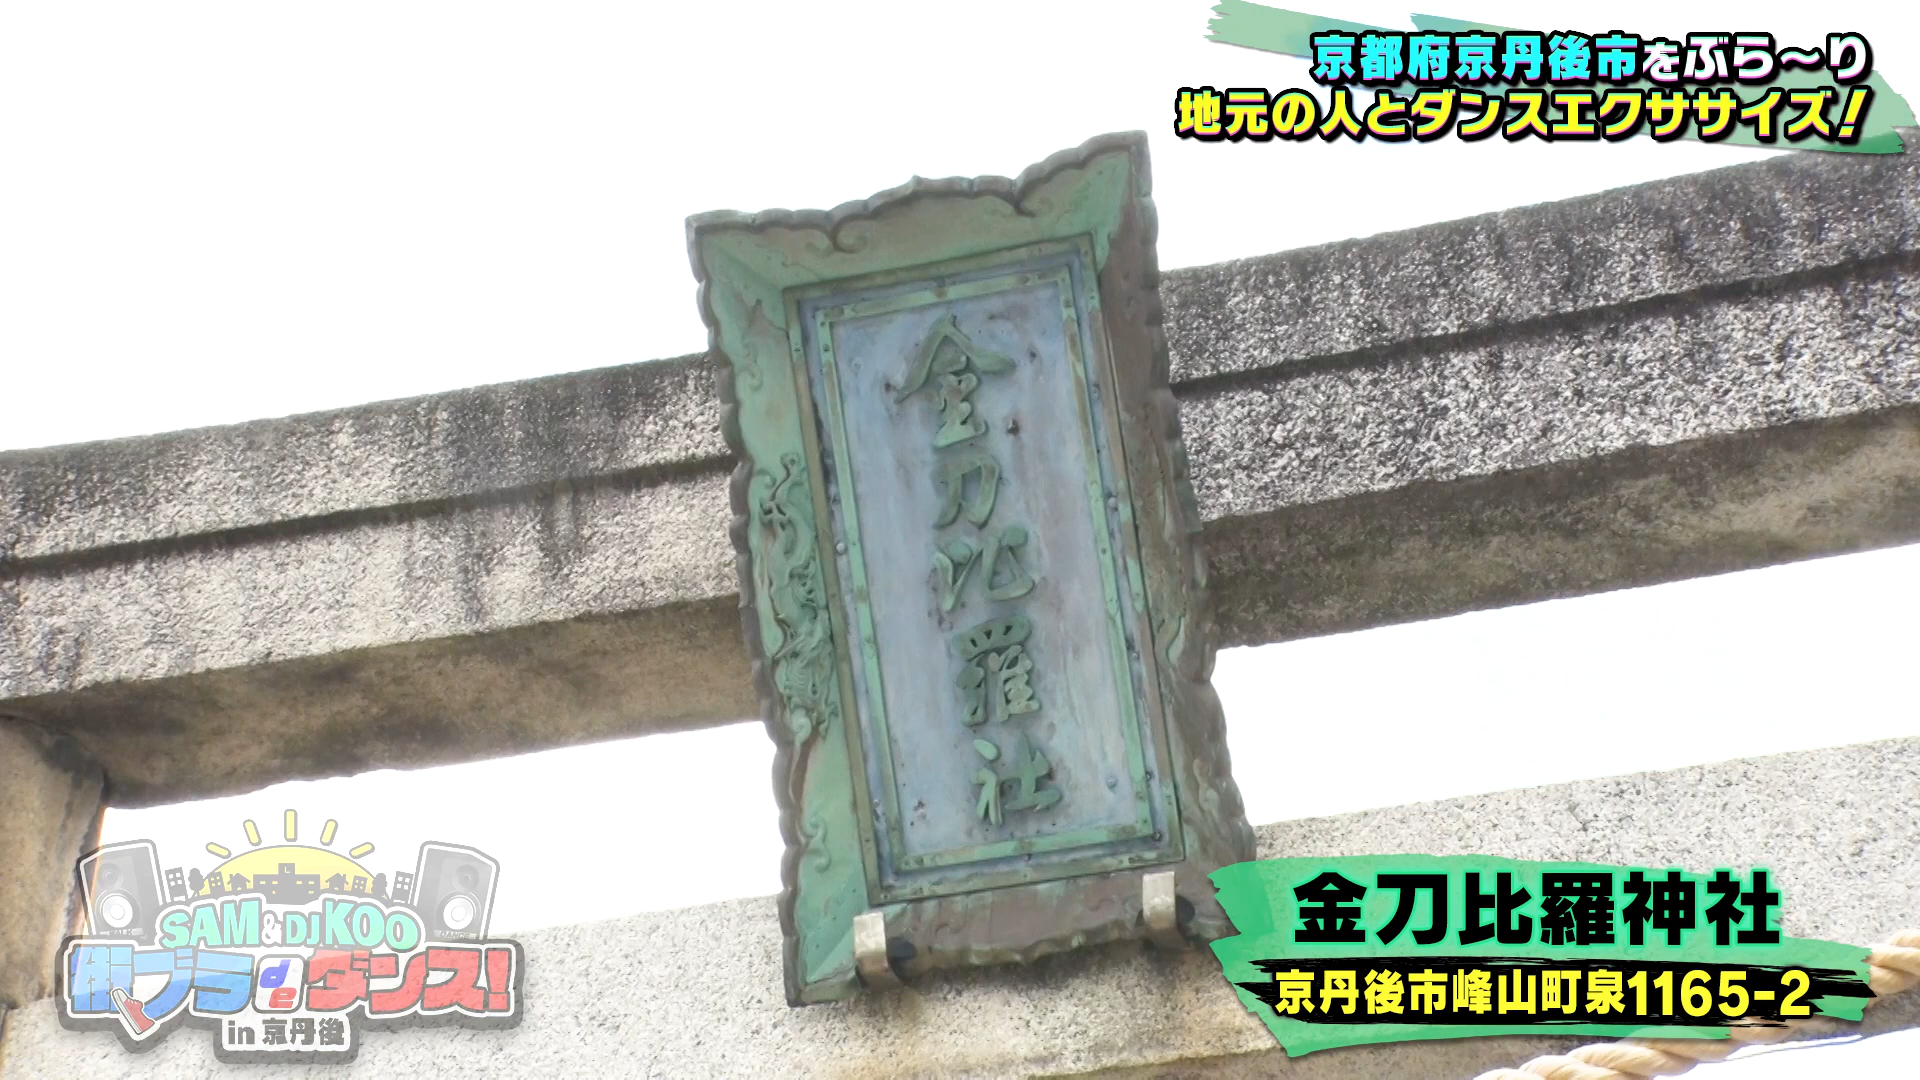 京都府京丹後市をぶら〜り
地元の人とダンスエクササイズ!
金刀比羅社
SAM&DJKOO
街ブラdeダンス!
in 京丹後
金刀比羅神社
京丹後市峰山町泉1165-2